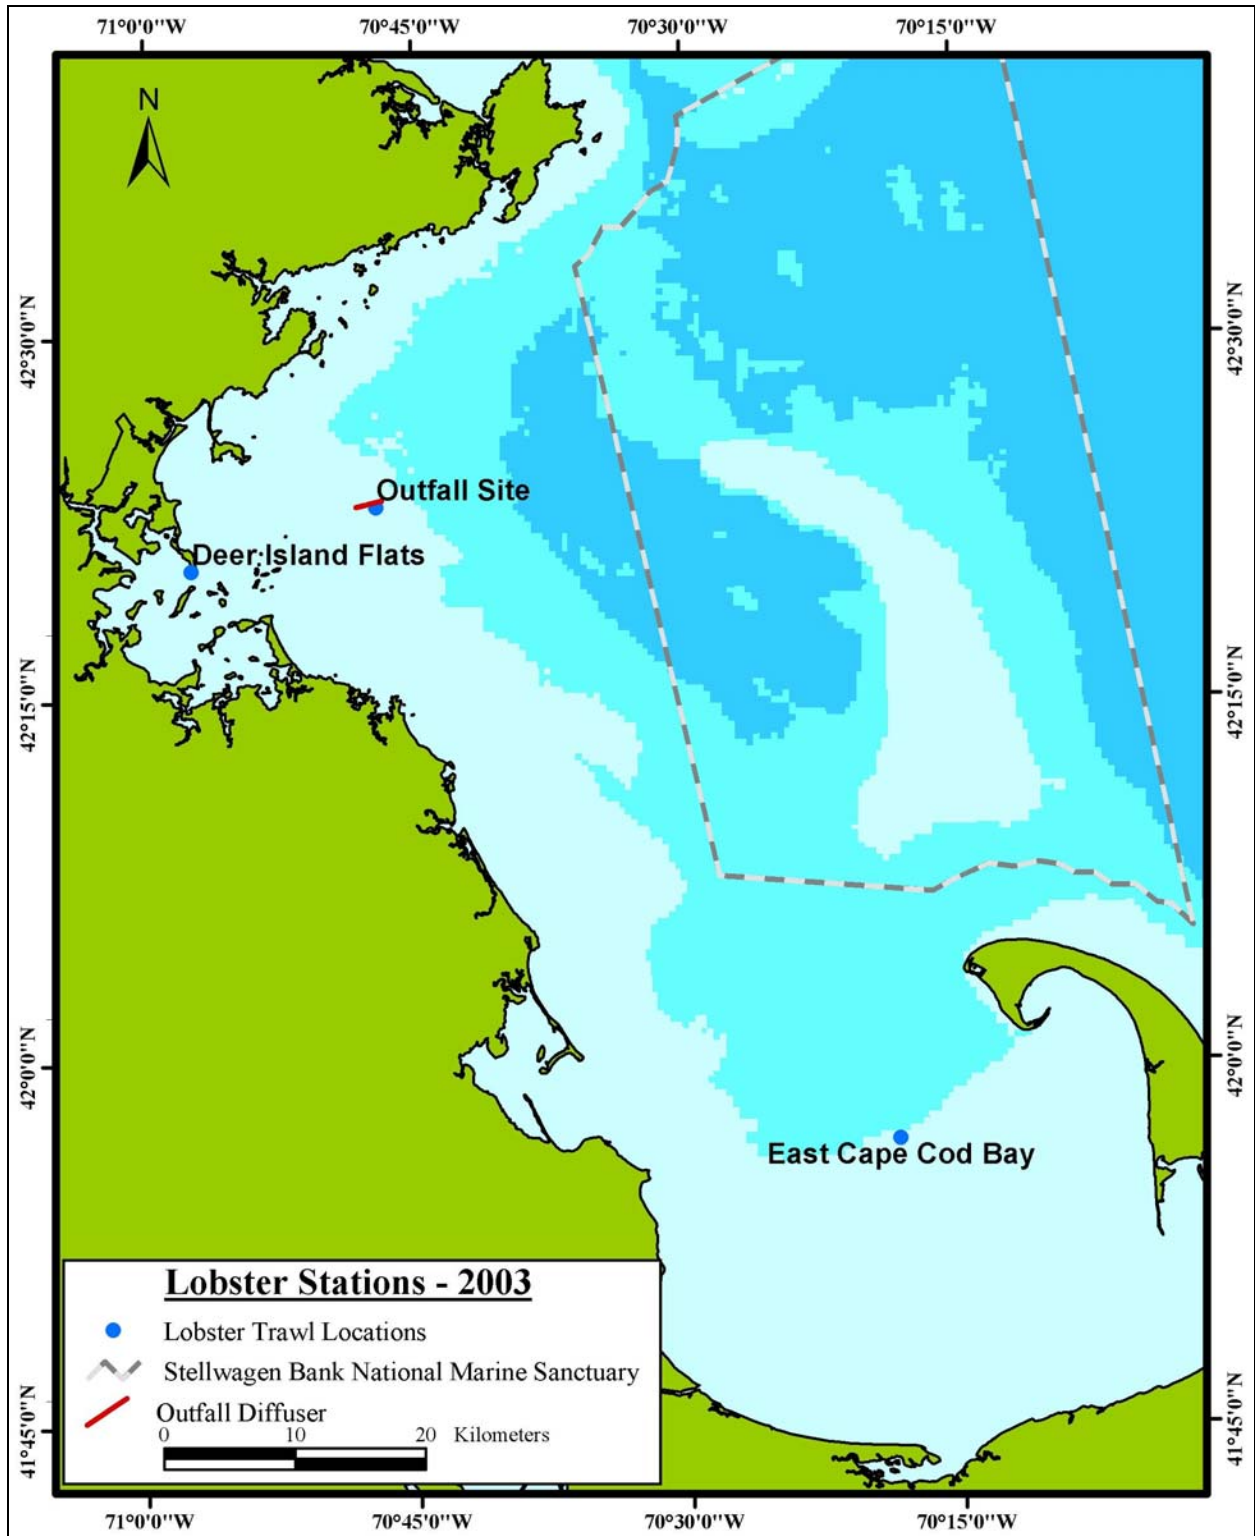 71°0'0"W 70°45'0"W 70°30'0"W 70°15'0"W
N
42°30'0"N 42°30'0"N
Outfall Site
Deer Island Flats
42°15'0"N 42°15'0"N
42°0'0"N 42°0'0"N
East Cape Cod Bay
Lobster Stations - 2003
Lobster Trawl Locations
Stellwagen Bank National Marine Sanctuary
Outfall Diffuser
0 10 20 Kilometers
41°45'0"N 41°45'0"N
71°0'0"W 70°45'0"W 70°30'0"W 70°15'0"W